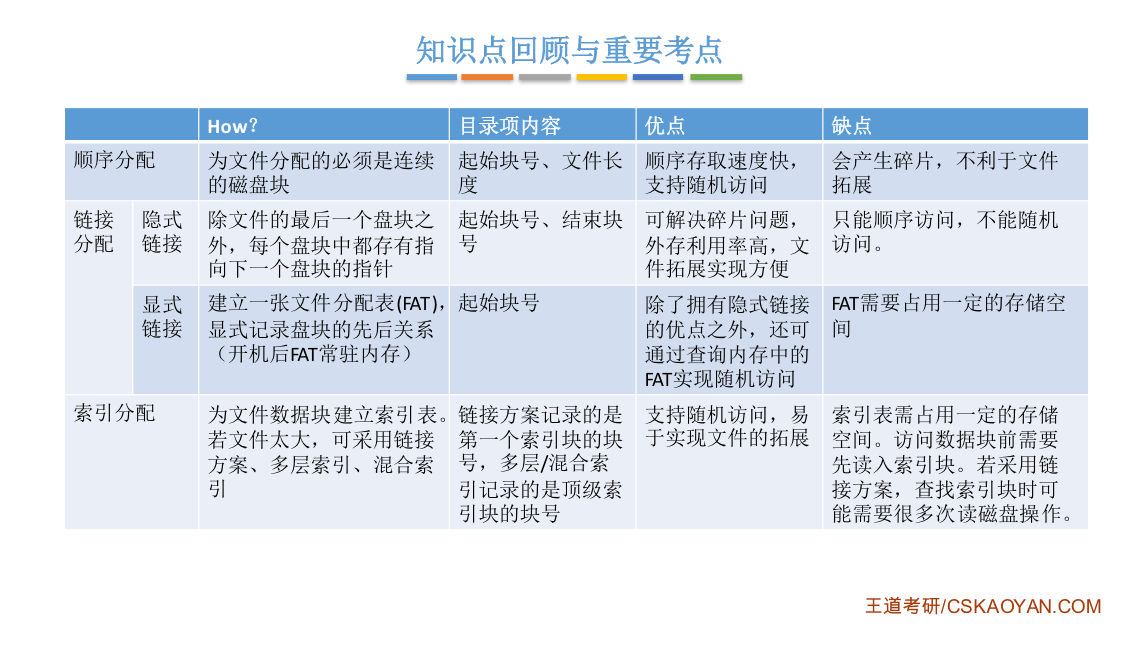 知识点回顾与重要考点
How？
目录项内容
优点
缺点
顺序分配
为文件分配的必须是连续
的磁盘块
起始块号、文件长
度
顺序存取速度快，
支持随机访问
会产生碎片，不利于文件
拓展
链接
分配
隐式
链接
除文件的最后一个盘块之
外，每个盘块中都存有指
向下一个盘块的指针
起始块号、结束块
号
可解决碎片问题，
外存利用率高，文
件拓展实现方便
只能顺序访问，不能随机
访问。
显式
链接
建立一张文件分配表(FAT)，
显式记录盘块的先后关系
（开机后FAT常驻内存）
起始块号
除了拥有隐式链接
的优点之外，还可
通过查询内存中的
FAT实现随机访问
FAT需要占用一定的存储空
间
索引分配
为文件数据块建立索引表。
若文件太大，可采用链接
方案、多层索引、混合索
引
链接方案记录的是
第一个索引块的块
号，多层/混合索
引记录的是顶级索
引块的块号
支持随机访问，易
于实现文件的拓展
索引表需占用一定的存储
空间。访问数据块前需要
先读入索引块。若采用链
接方案，查找索引块时可
能需要很多次读磁盘操作。
王道考研/CSKAOYAN.COM